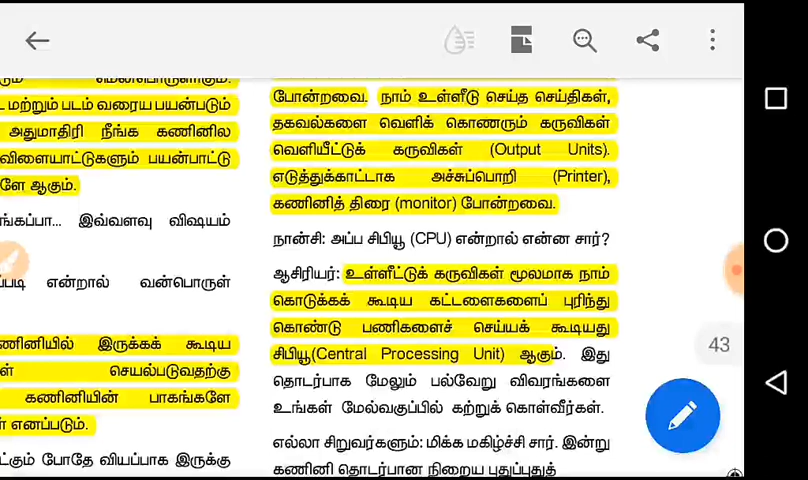 மற்றும் படம் வரைய பயன்படும்
அதுமாதிரி நீங்க கணினில
விளையாட்டுகளும் பயன்பாட்டு
ளே ஆகும்.
ங்கப்பா... இவ்வளவு விஷயம்
படி என்றால் வன்பொருள்
ணினியில் இருக்கக் கூடிய
ள் செயல்படுவதற்கு
கணினியின் பாகங்களே
எனப்படும்.
ட்கும் போதே வியப்பாக இருக்கு
போன்றவை. நாம் உள்ளீடு செய்த செய்திகள்,
தகவல்களை வெளிக் கொணரும் கருவிகள்
வெளியீட்டுக் கருவிகள் (Output Units).
எடுத்துக்காட்டாக அச்சுப்பொறி (Printer),
கணினித் திரை (monitor) போன்றவை.
நான்சி: அப்ப சிபியூ (CPU) என்றால் என்ன சார்?
ஆசிரியர்: உள்ளீட்டுக் கருவிகள் மூலமாக நாம்
கொடுக்கக் கூடிய கட்டளைகளைப் புரிந்து
கொண்டு பணிகளைச் செய்யக் கூடியது
சிபியூ(Central Processing Unit) ஆகும். இது
தொடர்பாக மேலும் பல்வேறு விவரங்களை
உங்கள் மேல்வகுப்பில் கற்றுக் கொள்வீர்கள்.
எல்லா சிறுவர்களும்: மிக்க மகிழ்ச்சி சார். இன்று
கணினி தொடர்பான நிறைய புதுப்புதுத்
43